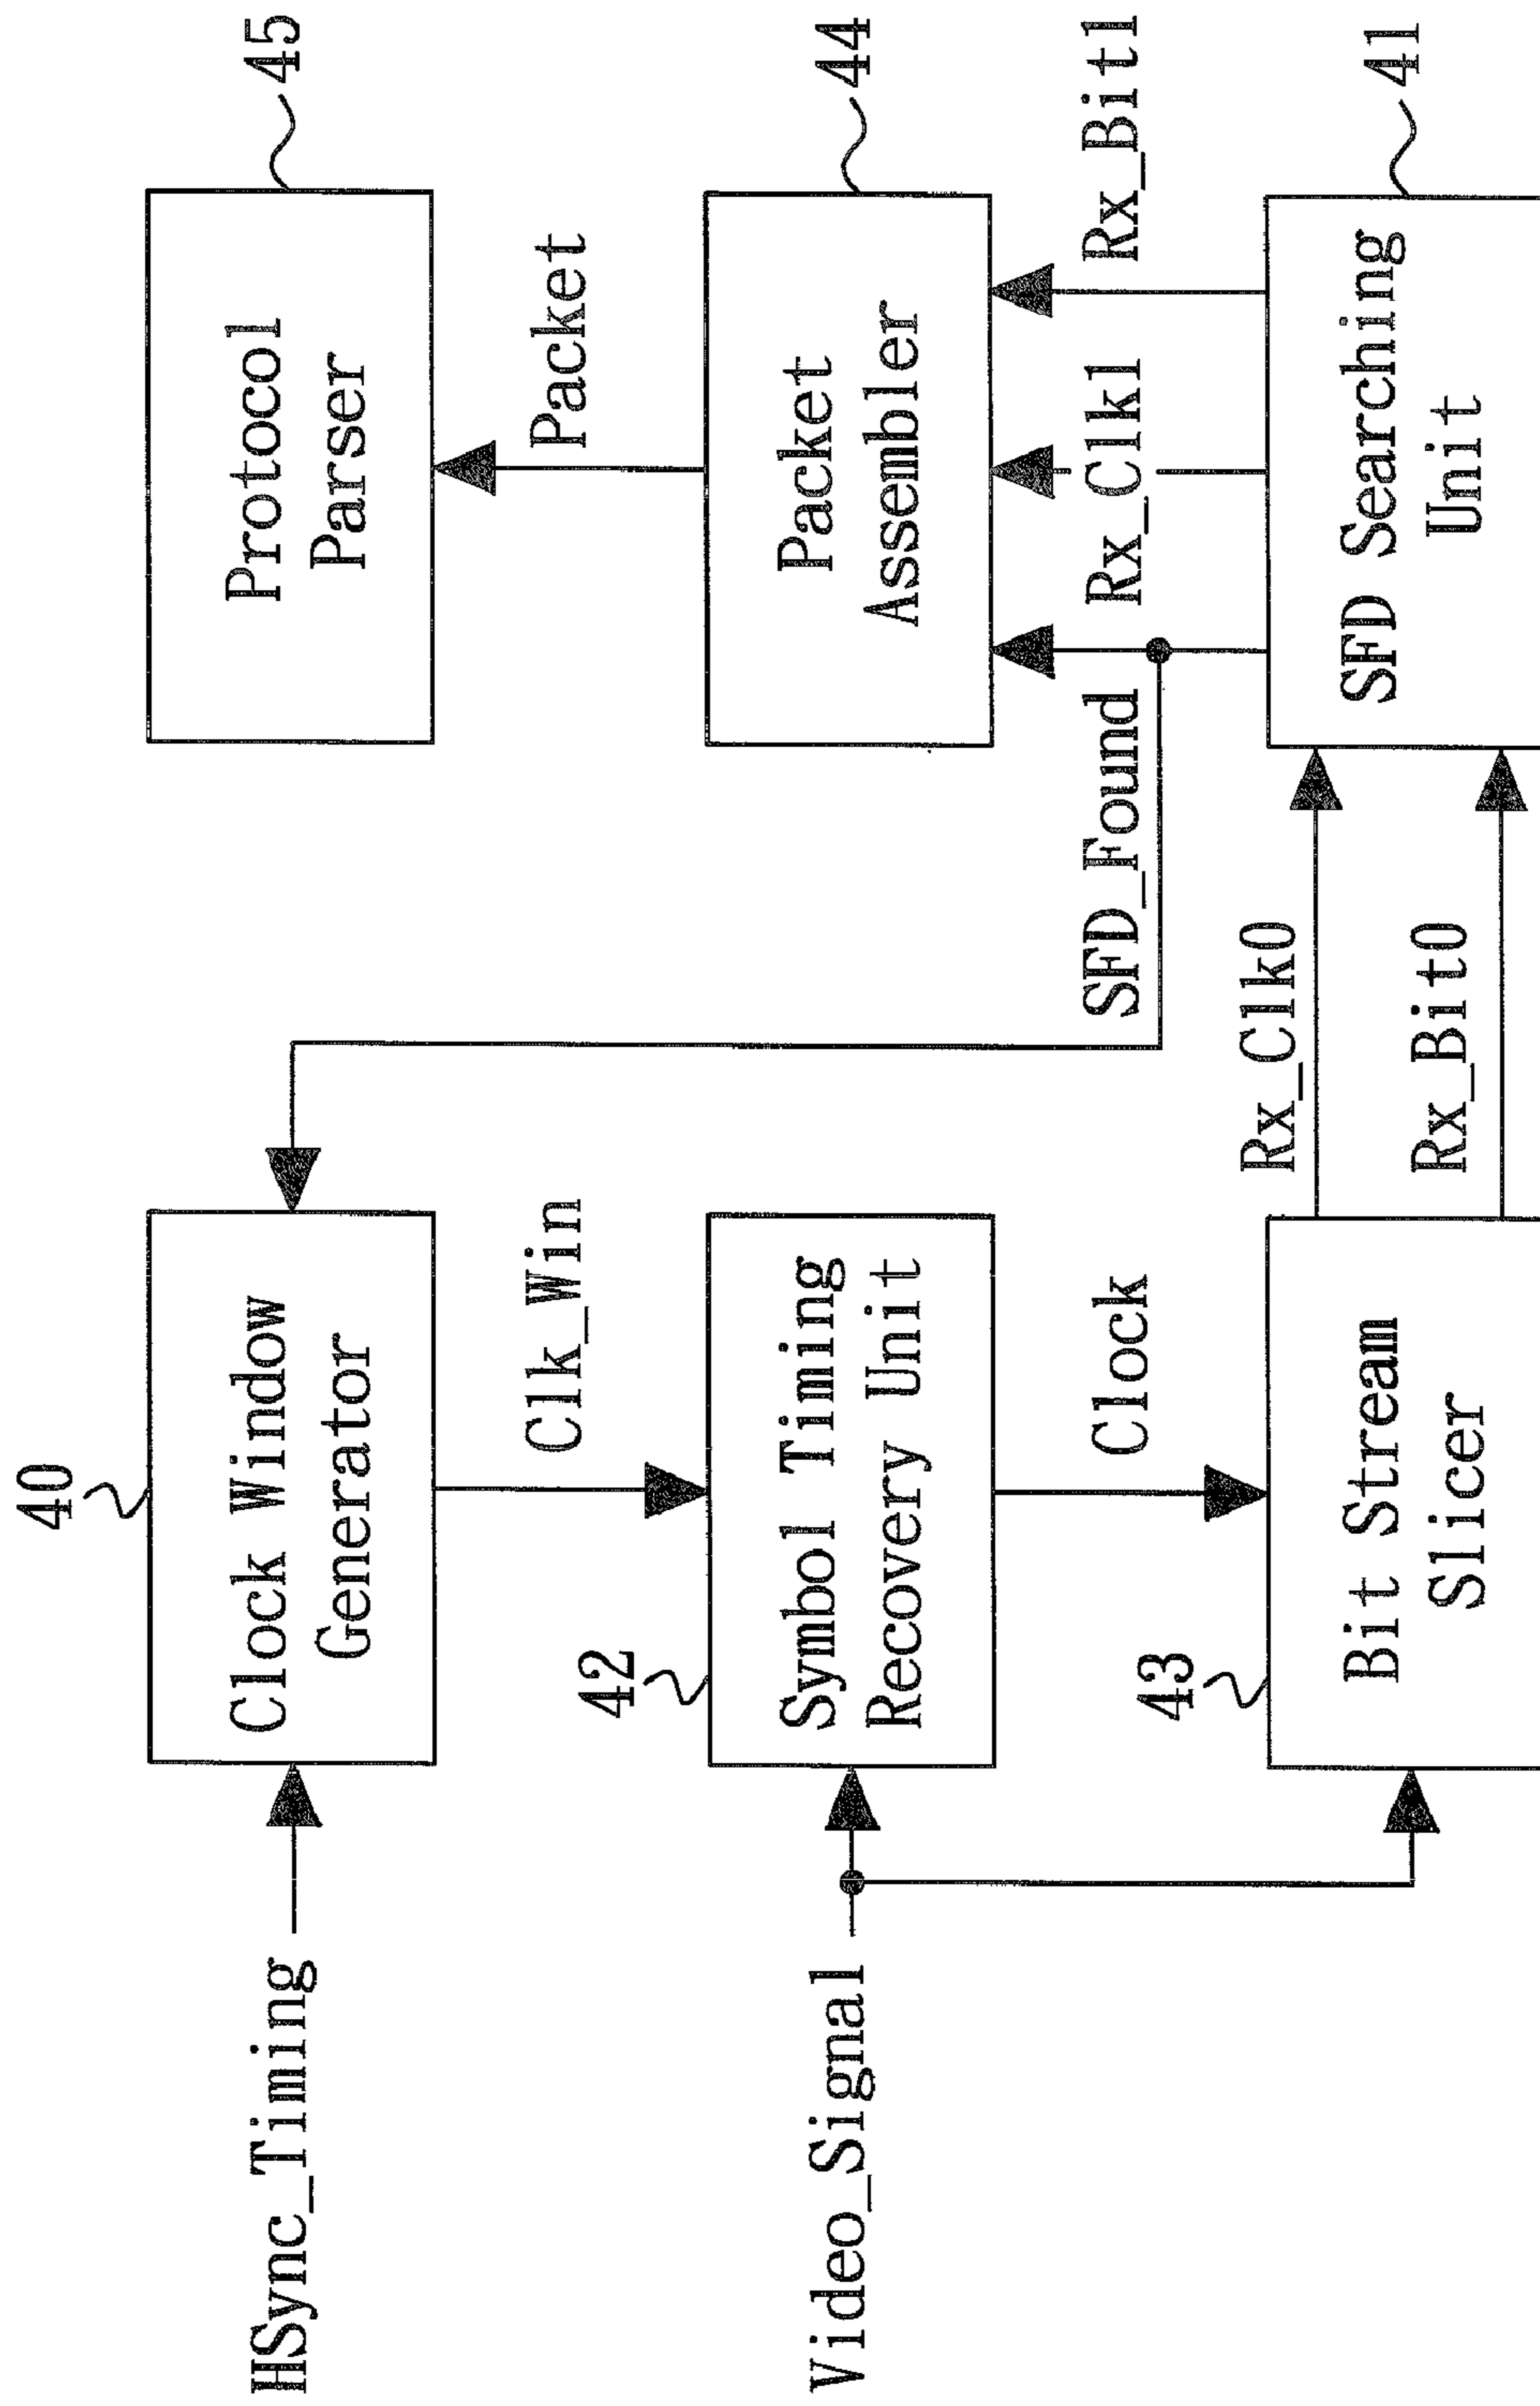 40
HSync_Timing
Clock Window
Generator
Protocol
Parser
45
Clk_Win
Packet
42
Video_Signal
Symbol Timing
Recovery Unit
Packet
Assembler
44
SFD_Found
Rx_Clk1
Rx_Bit1
Clock
43
Rx_Clk0
Bit Stream
Slicer
Rx_Bit0
SFD Searching
Unit
41